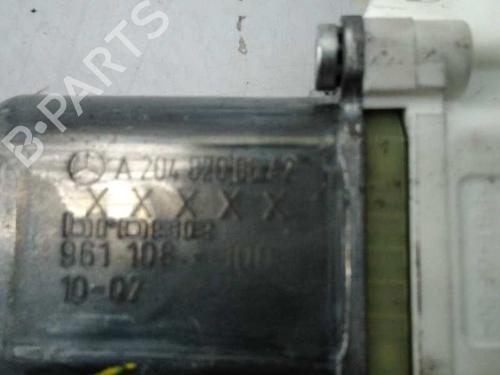 B-PARTS
A 204 820
X X X X X
brose
961 108
10-07